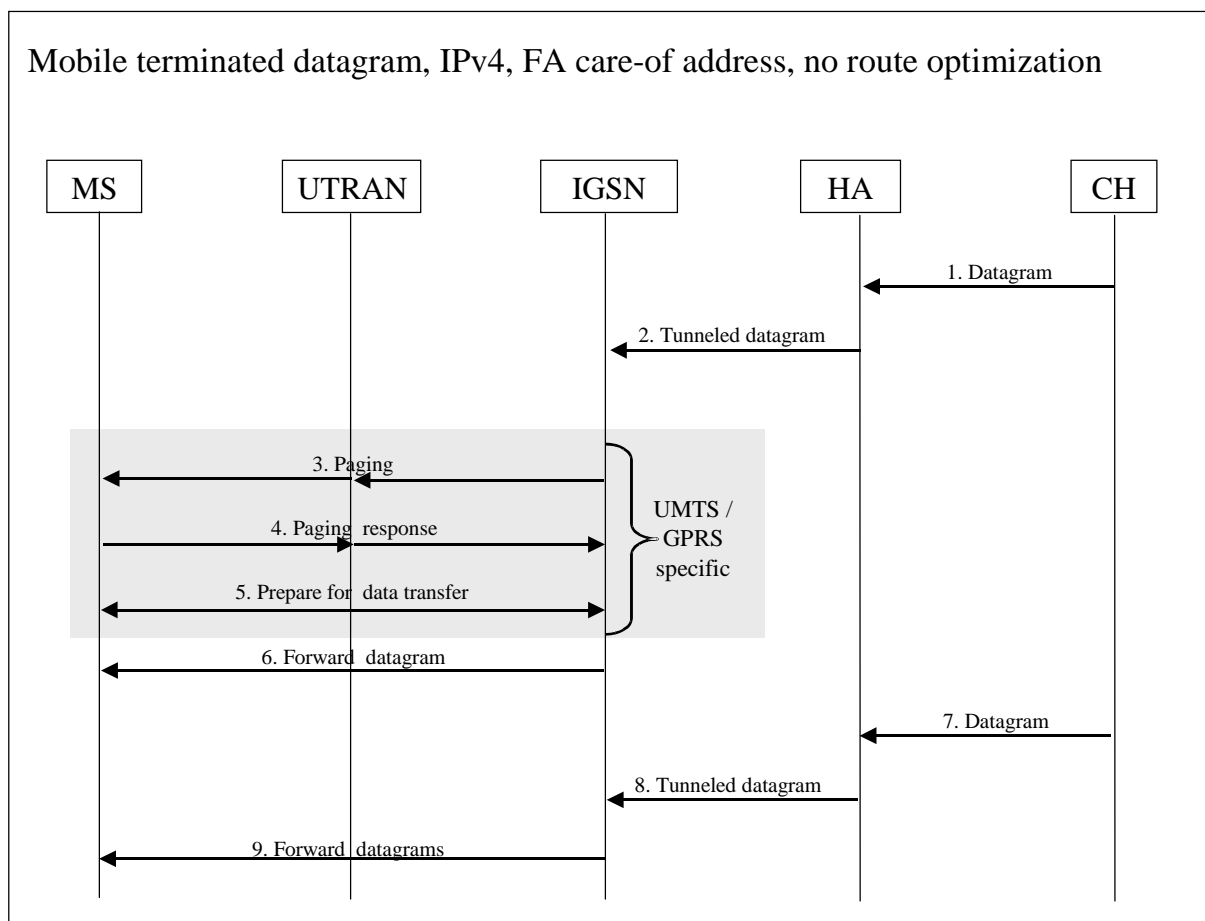 Mobile terminated datagram, IPv4, FA care-of address, no route optimization
MS
UTRAN
IGSN
HA
CH
1. Datagram
2. Tunneled datagram
3. Paging
4. Paging response
5. Prepare for data transfer
UMTS /
GPRS
specific
6. Forward datagram
7. Datagram
8. Tunneled datagram
9. Forward datagrams